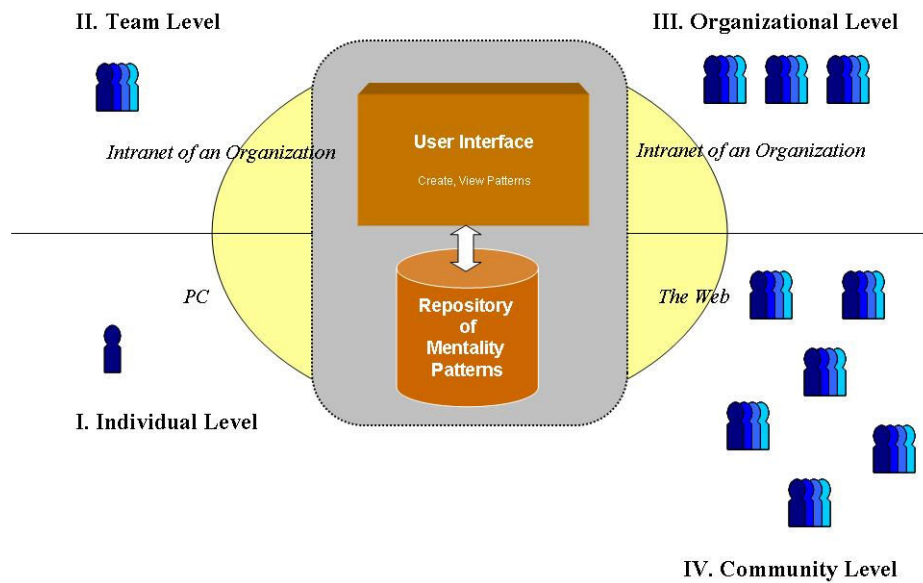 II. Team Level
III. Organizational Level
Intranet of an Organization
User Interface
Create, View Patterns
Intranet of an Organization
PC
Repository
of
Mentality
Patterns
The Web
I. Individual Level
IV. Community Level